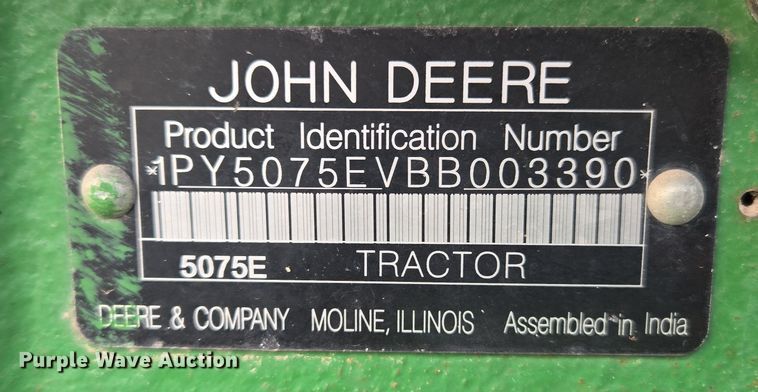 JOHN DEERE
Product Identification Number
*1PY5075EVBB003390*
5075E TRACTOR
DEERE & COMPANY MOLINE, ILLINOIS Assembled in India
Purple Wave Auction